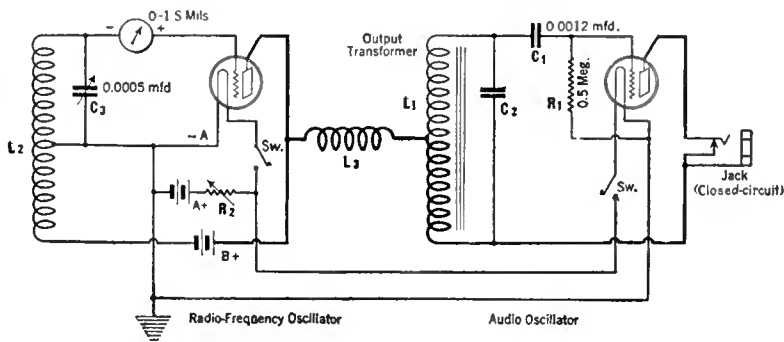 0-1 S Mils
- +
0.0005 mfd
C3
L2
-A
Sw.
A+
R2
B+
L3
Output
Transformer
L1
C2
0.0012 mfd.
C1
R1
0.5 Meg.
Sw.
Jack
(Closed-circuit)
Radio-Frequency Oscillator
Audio Oscillator